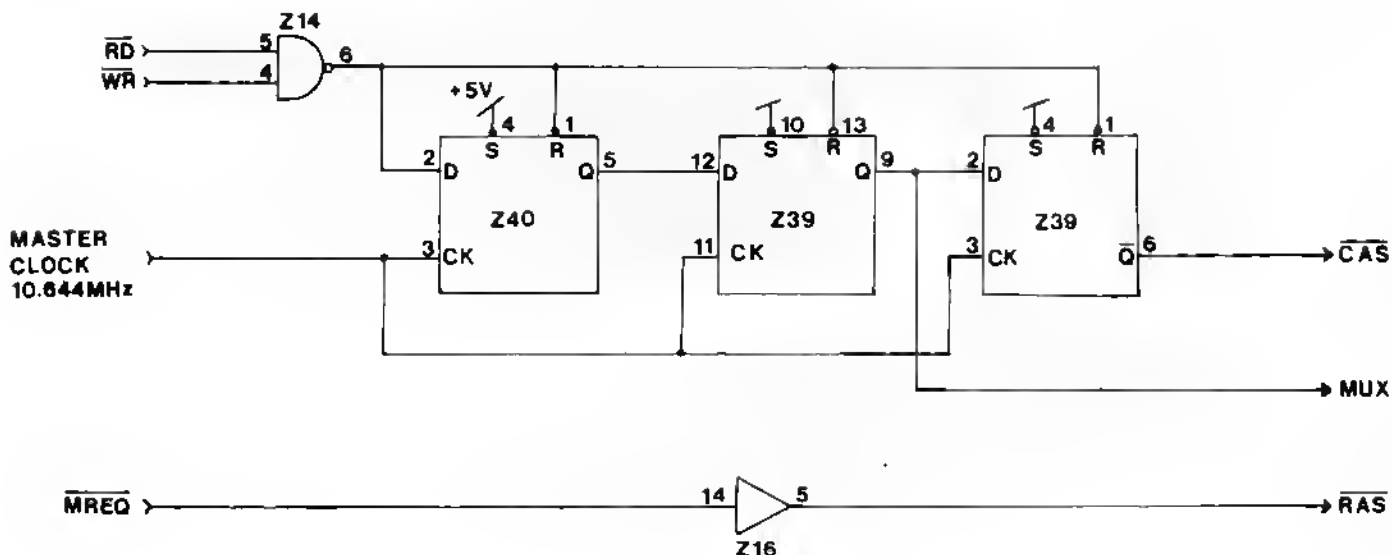 Z14
RD 5
WR 4
6
+5V
4 1
S R
10 13
S R
4 1
S R
2 D Q 5
12 D Q 9
2 D
Z40
Z39
Z39
MASTER
CLOCK
10.644MHz
3 CK
11 CK
3 CK
Q 6
CAS
MUX
MREQ
14 5
RAS
Z16